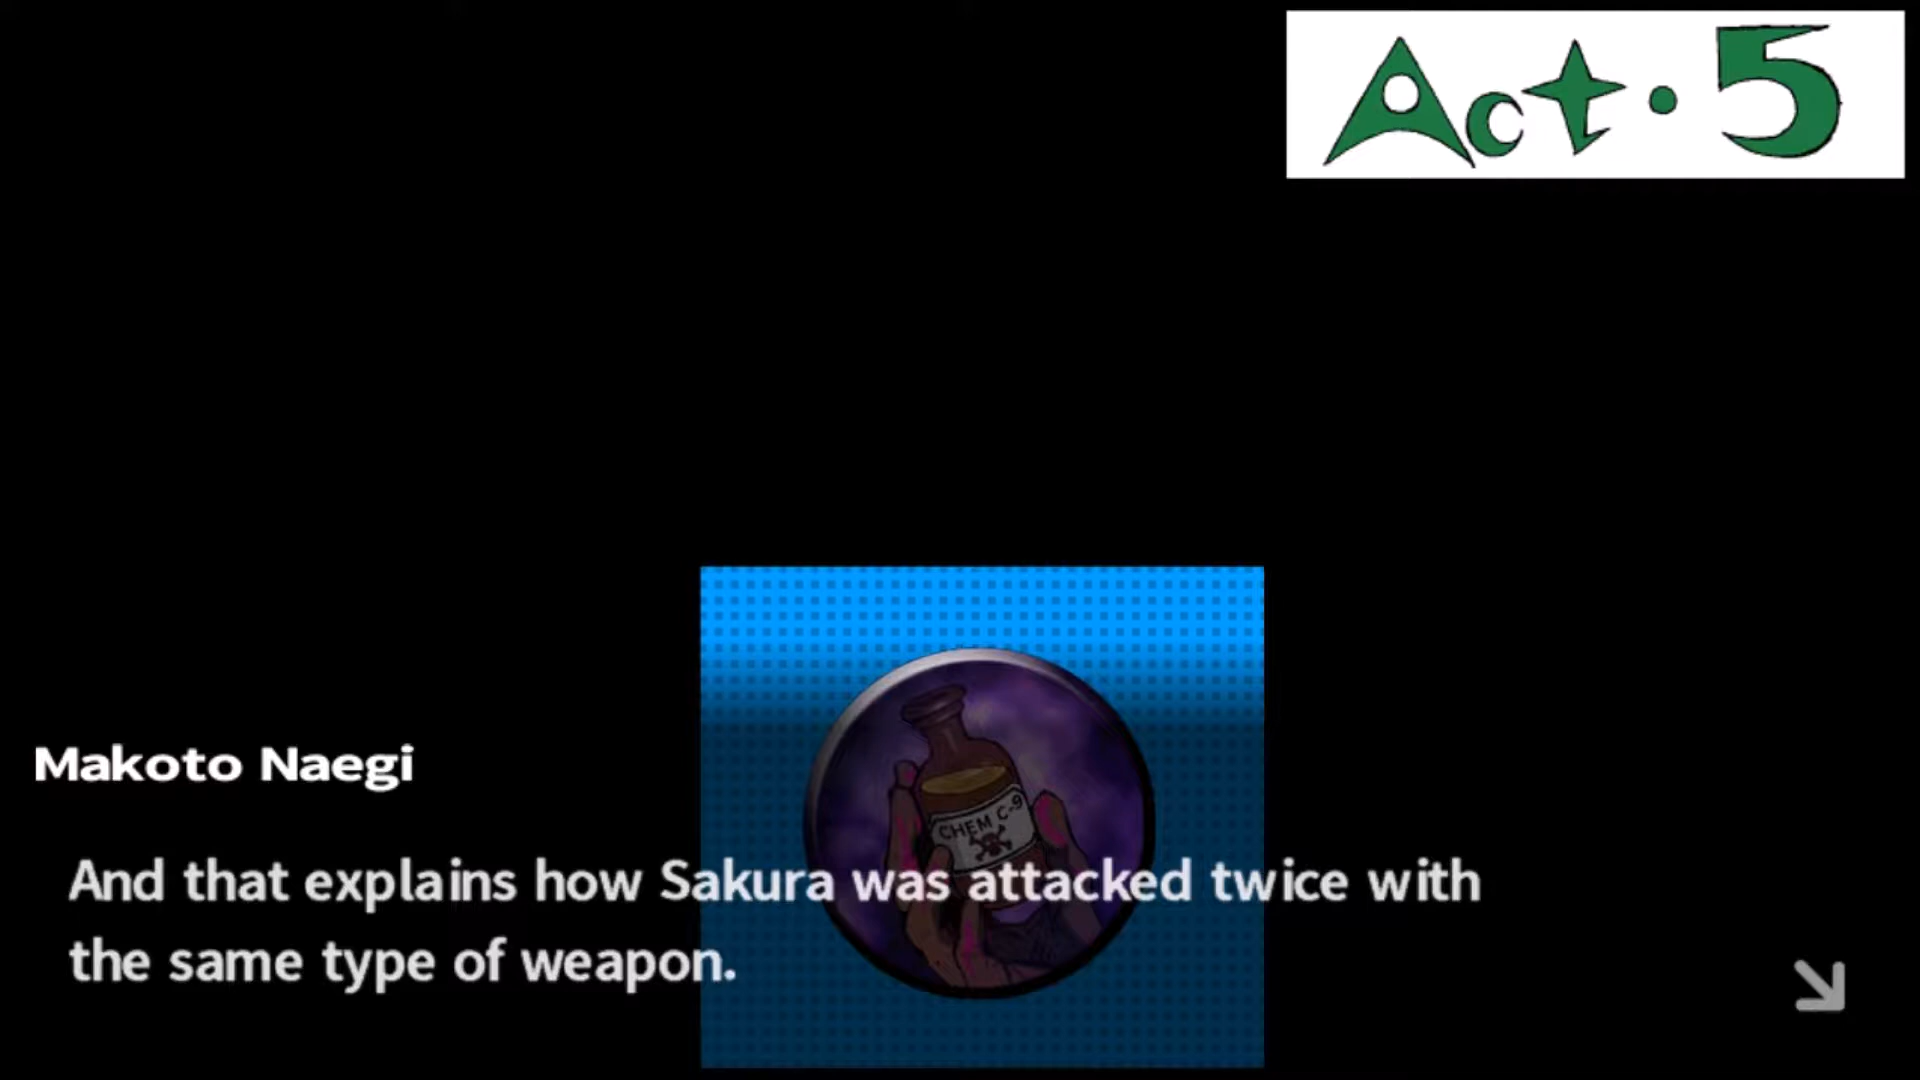 Act·5
CHEM C-9
Makoto Naegi
And that explains how Sakura was attacked twice with
the same type of weapon.